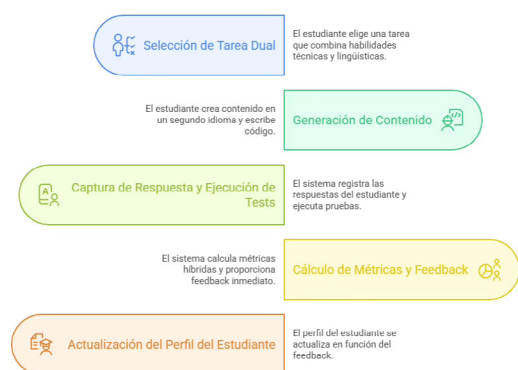 Selección de Tarea Dual
El estudiante elige una tarea
que combina habilidades
técnicas y lingüísticas.
El estudiante crea contenido en
un segundo idioma y escribe
código.
Generación de Contenido
Captura de Respuesta y Ejecución de
Tests
El sistema registra las
respuestas del estudiante y
ejecuta pruebas.
El sistema calcula métricas
híbridas y proporciona
feedback inmediato.
Cálculo de Métricas y Feedback
Actualización del Perfil del Estudiante
El perfil del estudiante se
actualiza en función del
feedback.